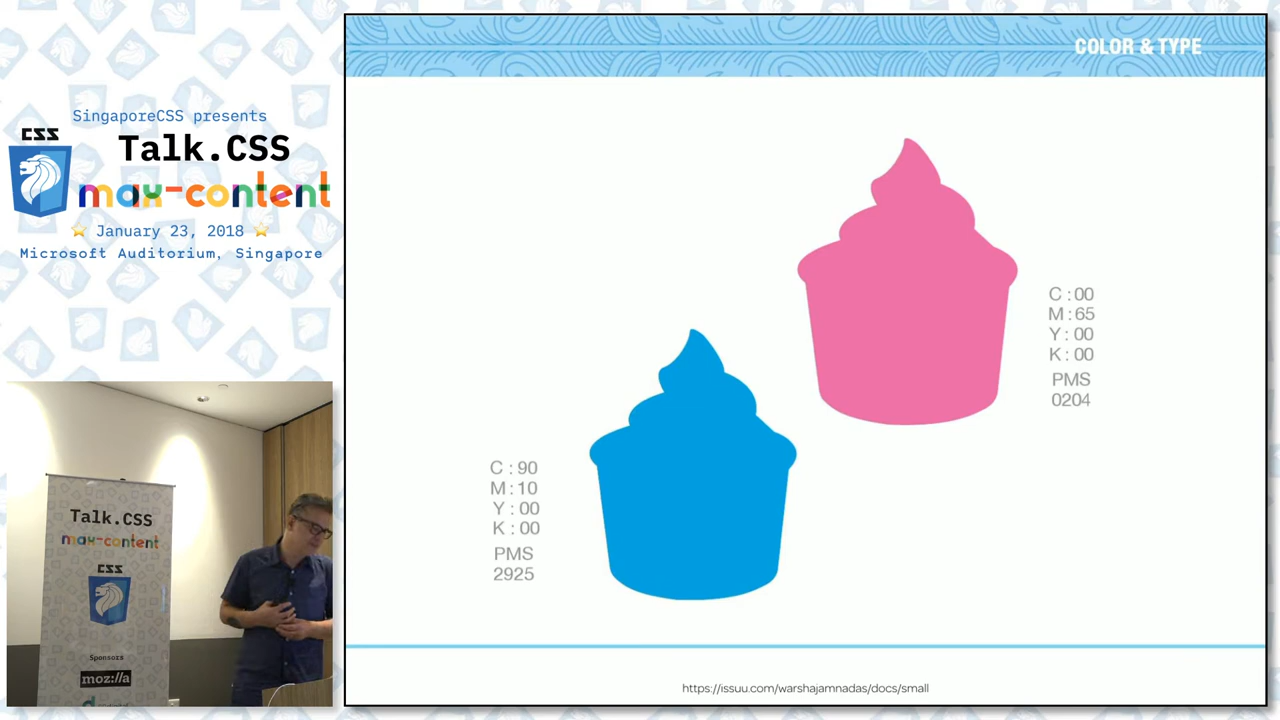 SingaporeCSS presents
CSS
Talk.CSS
max-content
January 23, 2018
Microsoft Auditorium, Singapore
COLOR & TYPE
C : 00
M : 65
Y : 00
K : 00
PMS
0204
C : 90
M : 10
Y : 00
K : 00
PMS
2925
https://issuu.com/warshajamnadas/docs/small
Talk.CSS
max-content
CSS
Sponsors
moz://a